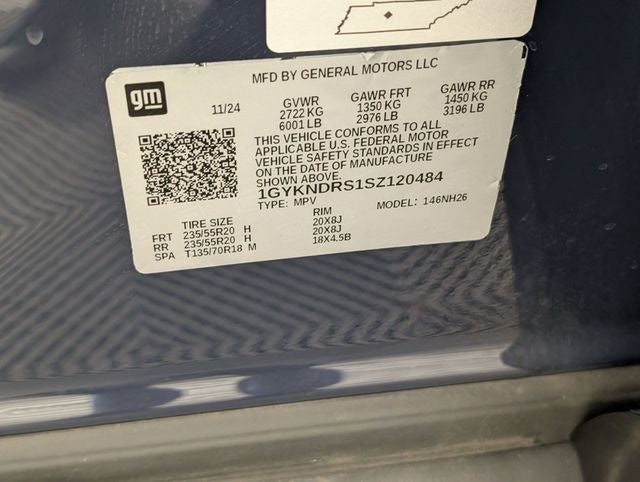 MFD BY GENERAL MOTORS LLC
gm
11/24
GVWR
2722 KG
6001 LB
GAWR FRT
1350 KG
2976 LB
GAWR RR
1450 KG
3196 LB
THIS VEHICLE CONFORMS TO ALL
APPLICABLE U.S. FEDERAL MOTOR
VEHICLE SAFETY STANDARDS IN EFFECT
ON THE DATE OF MANUFACTURE
SHOWN ABOVE.
1GYKNDRS1SZ120484
TYPE: MPV MODEL: 146NH26
TIRE SIZE RIM
FRT 235/55R20 H 20X8J
RR 235/55R20 H 20X8J
SPA T135/70R18 M 18X4.5B